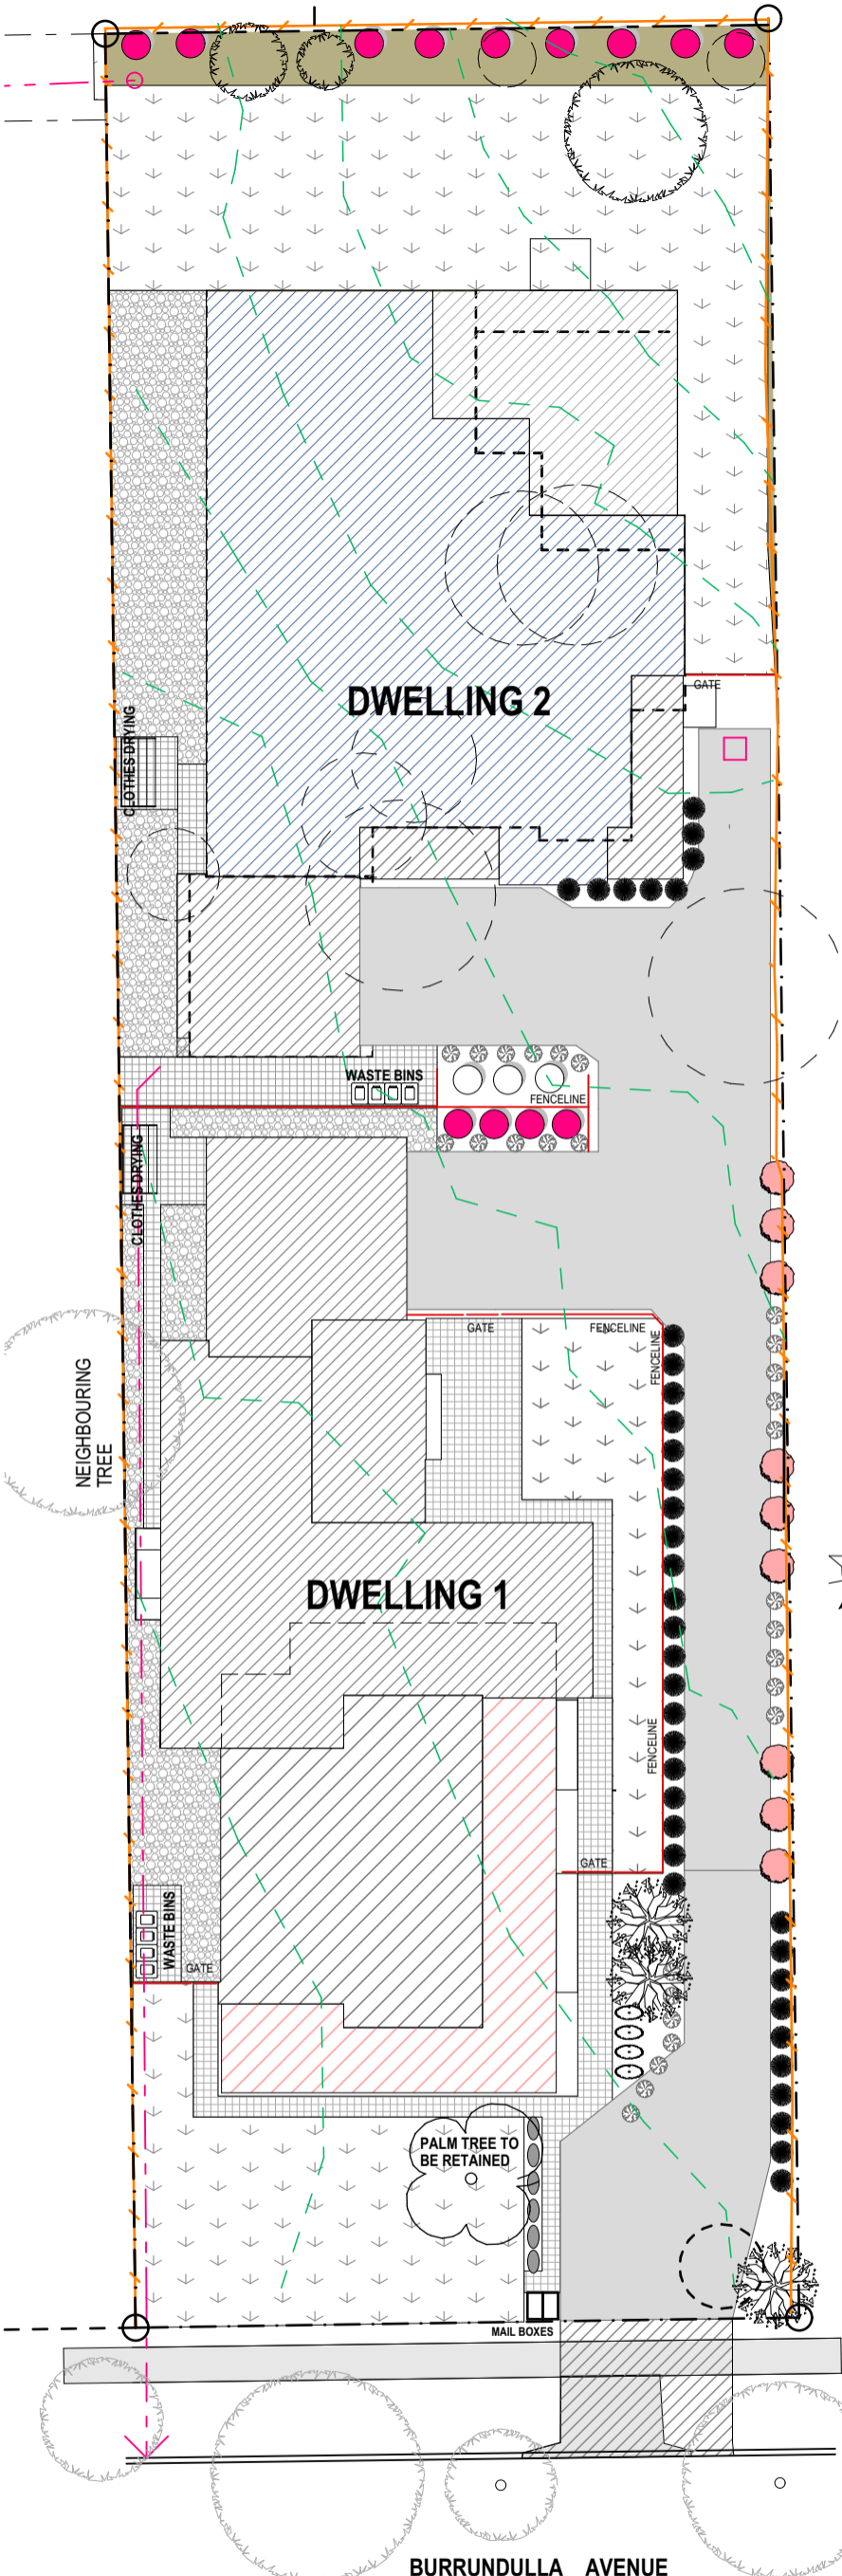 DWELLING 2
GATE
CLOTHES DRYING
WASTE BINS
FENCELINE
CLOTHES DRYING
GATE
FENCELINE
FENCELINE
NEIGHBOURING
TREE
DWELLING 1
FENCELINE
GATE
WASTE BINS
GATE
PALM TREE TO
BE RETAINED
MAIL BOXES
BURRUNDULLA AVENUE